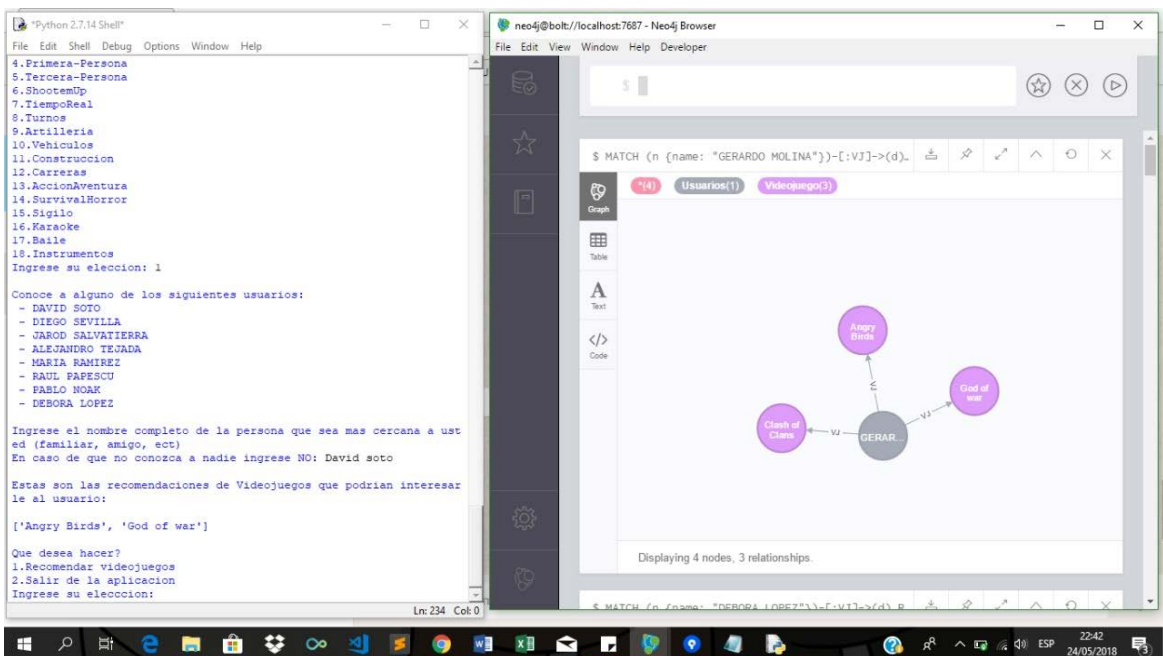 *Python 2.7.14 Shell*
File Edit Shell Debug Options Window Help
4.Primera-Persona
5.Tercera-Persona
6.ShootemUp
7.TiempoReal
8.Turnos
9.Artilleria
10.Vehiculos
11.Construccion
12.Carreras
13.AccionAventura
14.SurvivalHorror
15.Sigilo
16.Karaoke
17.Baile
18.Instrumentos
Ingrese su eleccion: 1
Conoce a alguno de los siguientes usuarios:
- DAVID SOTO
- DIEGO SEVILLA
- JAROD SALVATIERRA
- ALEJANDRO TEJADA
- MARIA RAMIREZ
- RAUL PAPESCU
- PABLO NOAK
- DEBORA LOPEZ
Ingrese el nombre completo de la persona que sea mas cercana a ust
ed (familiar, amigo, ect)
En caso de que no conozca a nadie ingrese NO: David soto
Estas son las recomendaciones de Videojuegos que podrian interesar
le al usuario:
['Angry Birds', 'God of war']
Que desea hacer?
1.Recomendar videojuegos
2.Salir de la aplicacion
Ingrese su elecccion:
Ln: 234 Col: 0
neo4j@bolt://localhost:7687 - Neo4j Browser
File Edit View Window Help Developer
$
$ MATCH (n {name: "GERARDO MOLINA"})-[:VJ]->(d)…
*(4) Usuarios(1) Videojuego(3)
Graph
Table
A
Text
</>
Code
Angry
Birds
VJ
God of
war
VJ
Clash of
Clans
VJ
GERAR...
Displaying 4 nodes, 3 relationships.
$ MATCH (n {name: "DEBORA LOPEZ"})-[:VJ]->(d) R…
ESP
22:42
24/05/2018
3